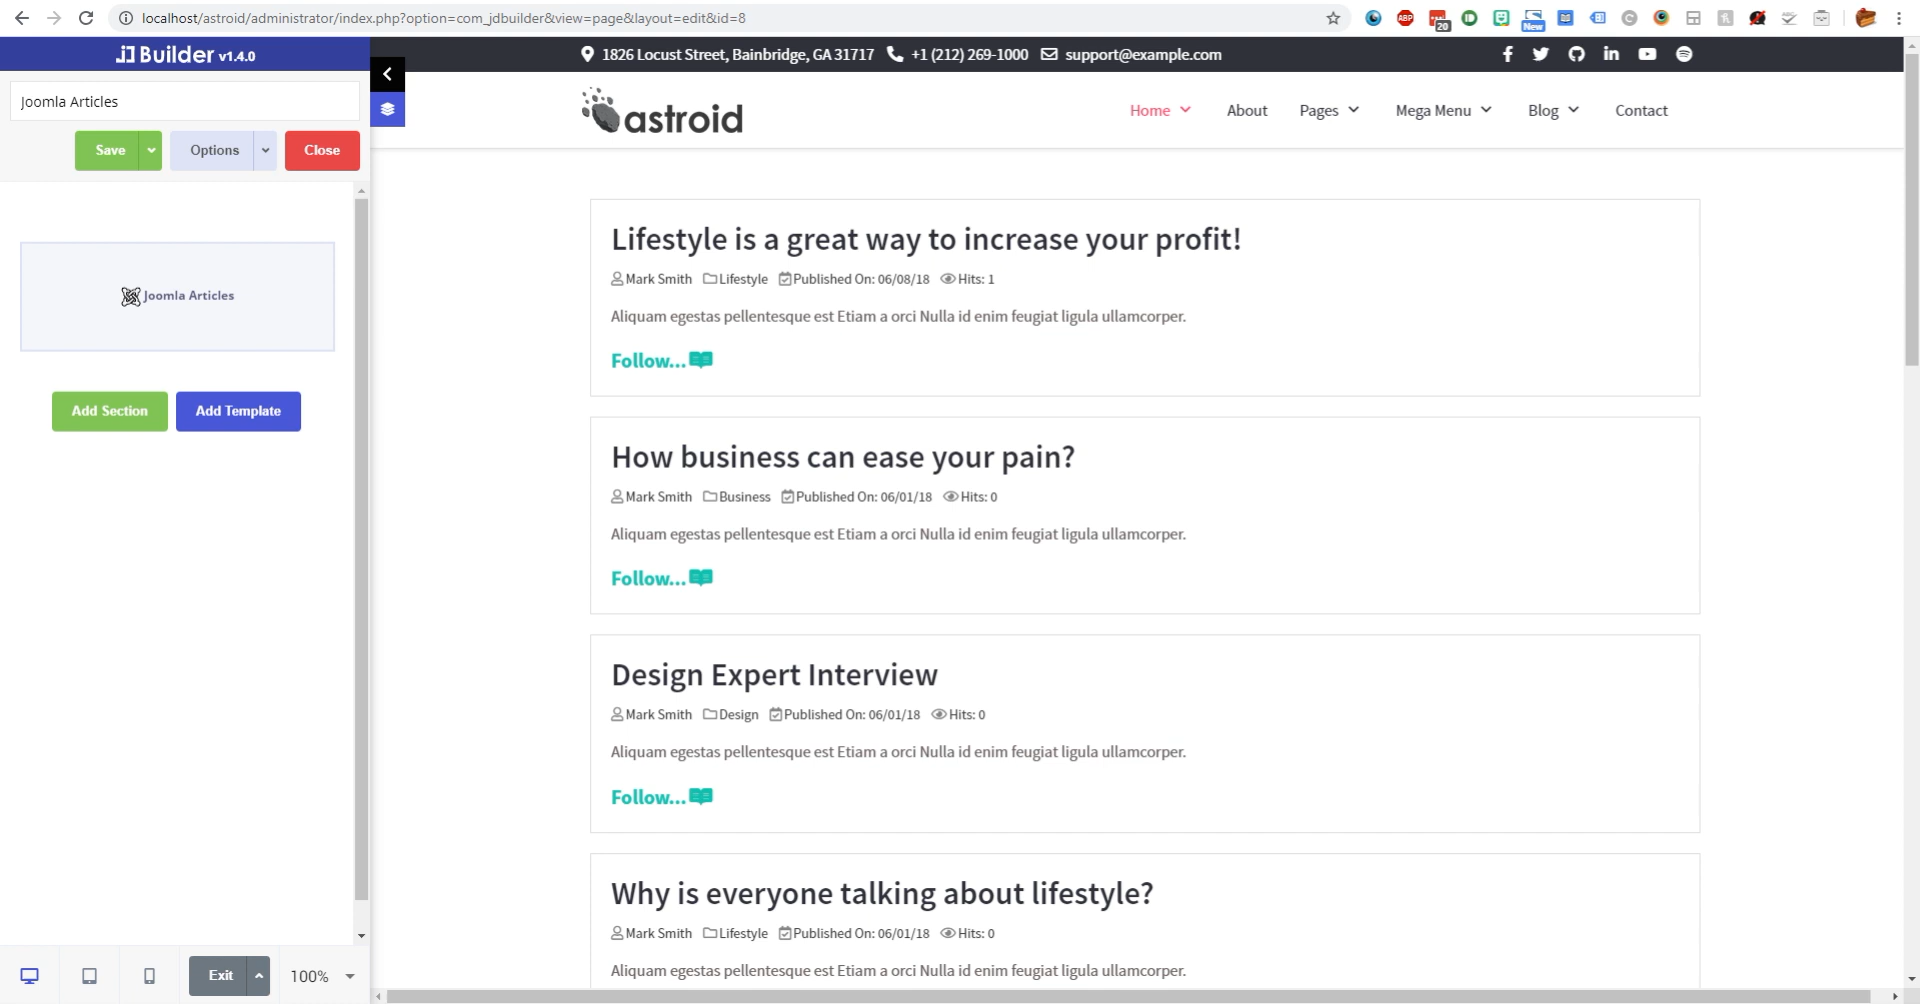 localhost/astroid/administrator/index.php?option=com_jdbuilder&view=page&layout=edit&id=8
ABP
20
New
Builder v1.4.0
1826 Locust Street, Bainbridge, GA 31717 +1 (212) 269-1000 support@example.com
Joomla Articles
Save
Options
Close
astroid
Home
About
Pages
Mega Menu
Blog
Contact
Joomla Articles
Add Section
Add Template
Lifestyle is a great way to increase your profit!
Mark Smith Lifestyle Published On: 06/08/18 Hits: 1
Aliquam egestas pellentesque est Etiam a orci Nulla id enim feugiat ligula ullamcorper.
Follow...
How business can ease your pain?
Mark Smith Business Published On: 06/01/18 Hits: 0
Aliquam egestas pellentesque est Etiam a orci Nulla id enim feugiat ligula ullamcorper.
Follow...
Design Expert Interview
Mark Smith Design Published On: 06/01/18 Hits: 0
Aliquam egestas pellentesque est Etiam a orci Nulla id enim feugiat ligula ullamcorper.
Follow...
Why is everyone talking about lifestyle?
Mark Smith Lifestyle Published On: 06/01/18 Hits: 0
Aliquam egestas pellentesque est Etiam a orci Nulla id enim feugiat ligula ullamcorper.
Exit
100%